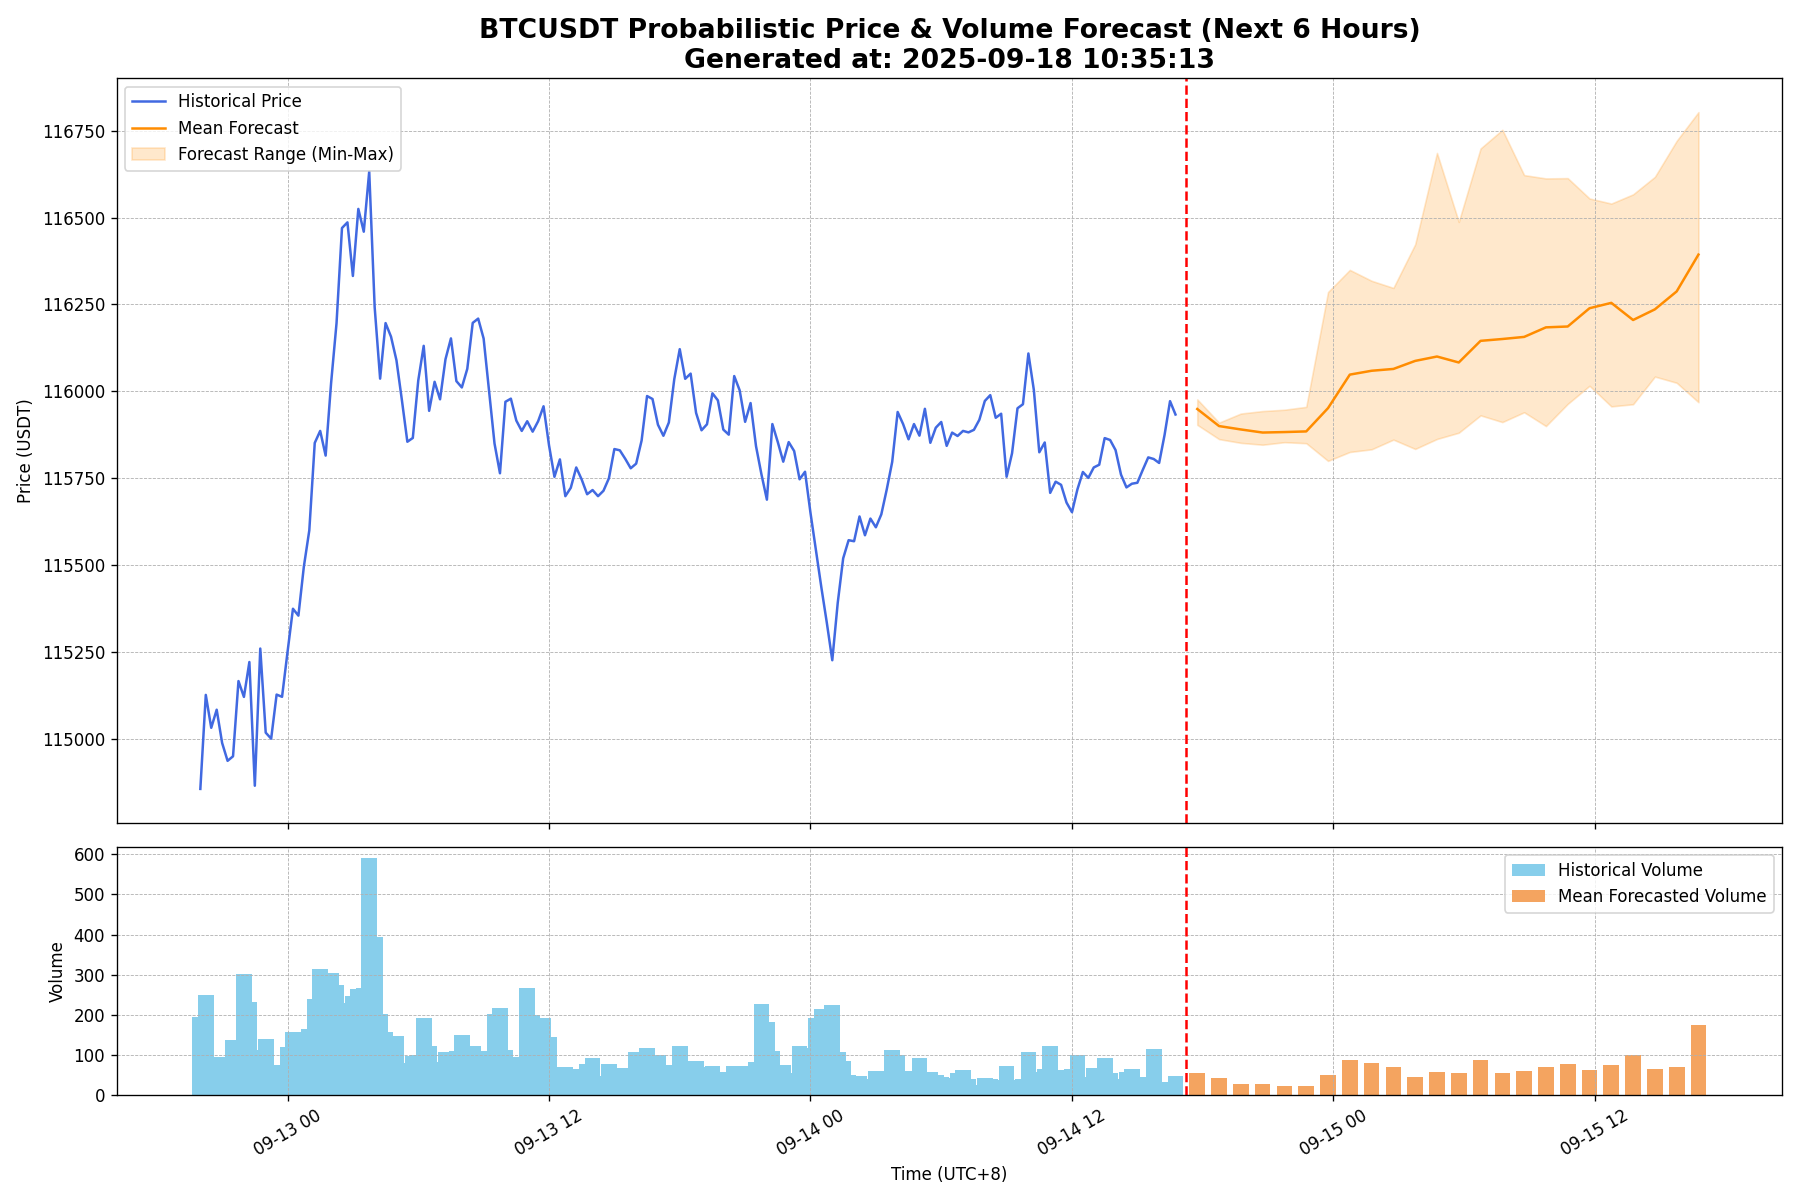 BTCUSDT Probabilistic Price & Volume Forecast (Next 6 Hours)
Generated at: 2025-09-18 10:35:13
Historical Price
Mean Forecast
Forecast Range (Min-Max)
116750
116500
116250
116000
115750
115500
115250
115000
Price (USDT)
Historical Volume
Mean Forecasted Volume
600
500
400
300
200
100
0
Volume
09-13 00
09-13 12
09-14 00
09-14 12
09-15 00
09-15 12
Time (UTC+8)